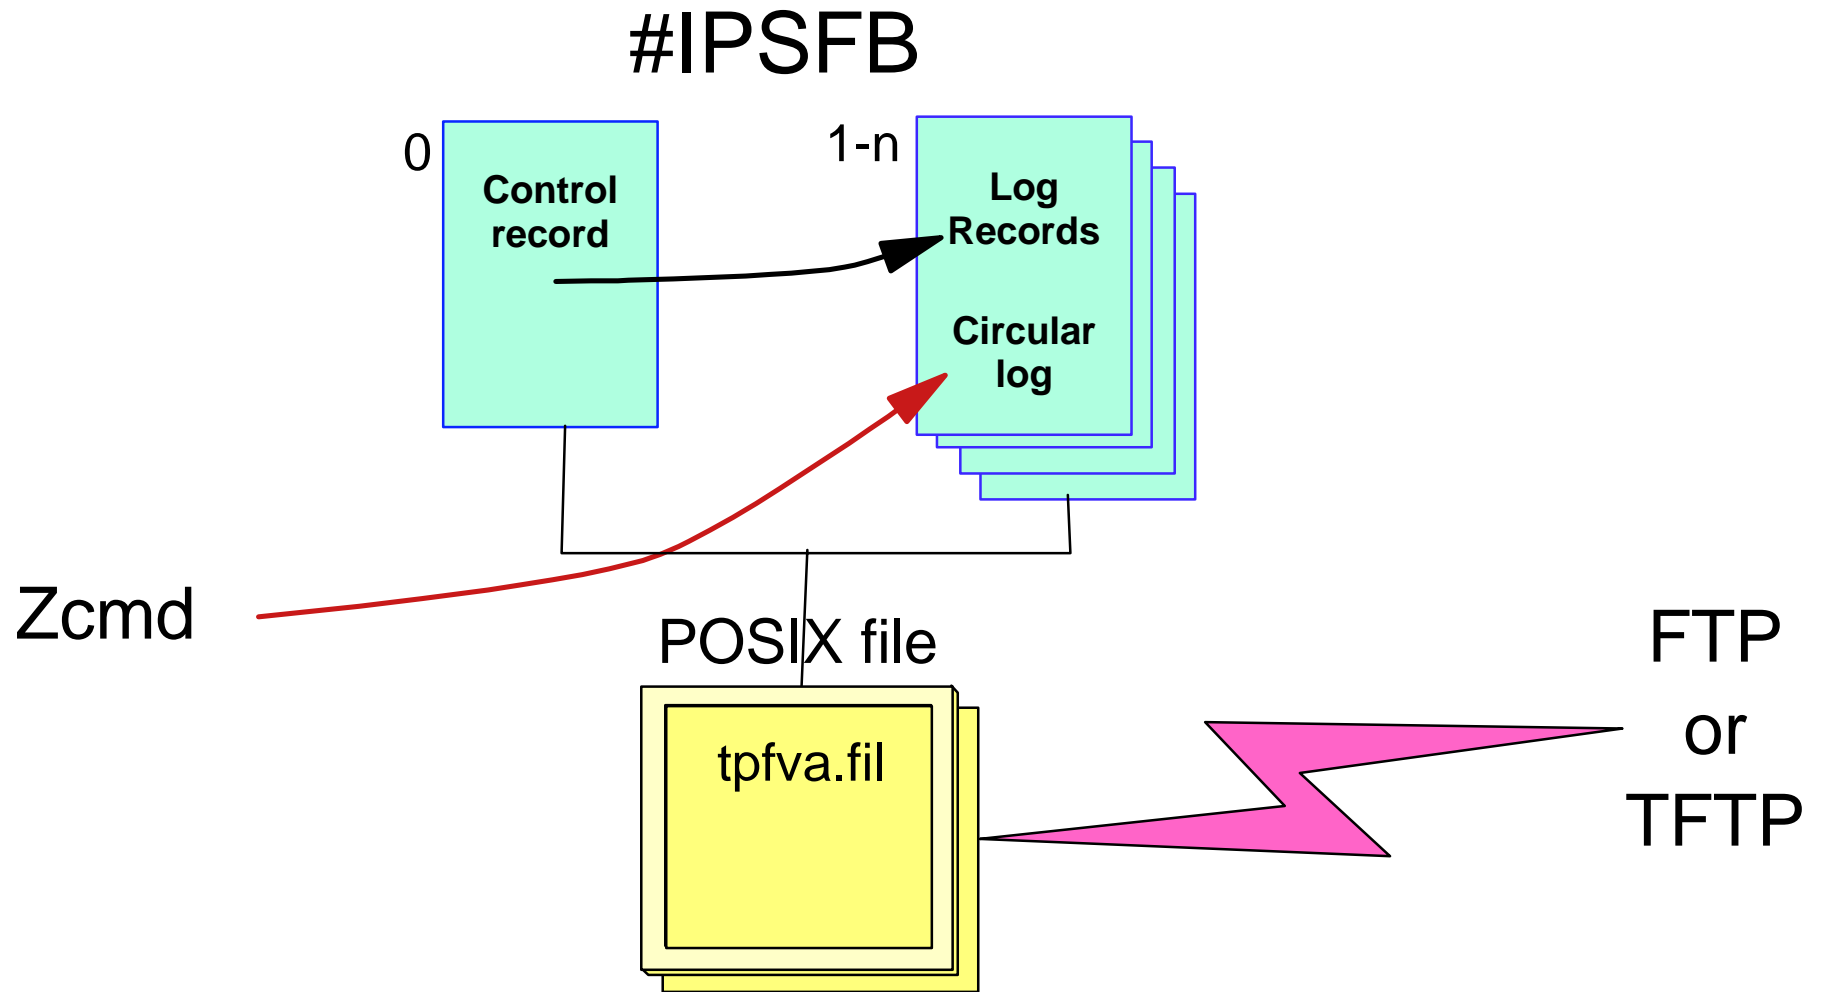 #IPSFB
0
Control
record
1-n
Log
Records
Circular
log
Zcmd
POSIX file
tpfva.fil
FTP
or
TFTP